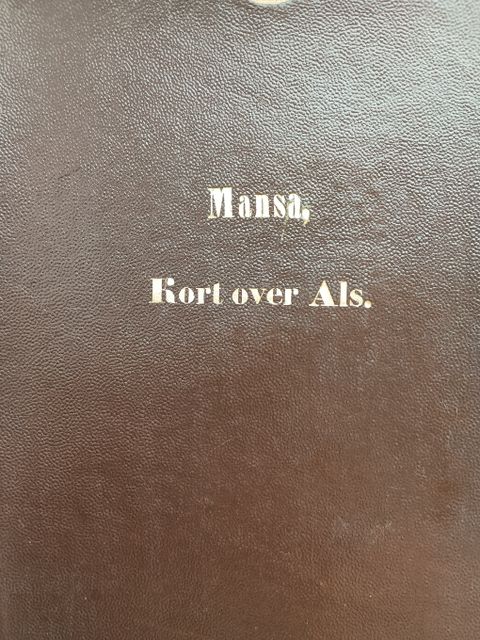 Mansa,
Kort over Als.